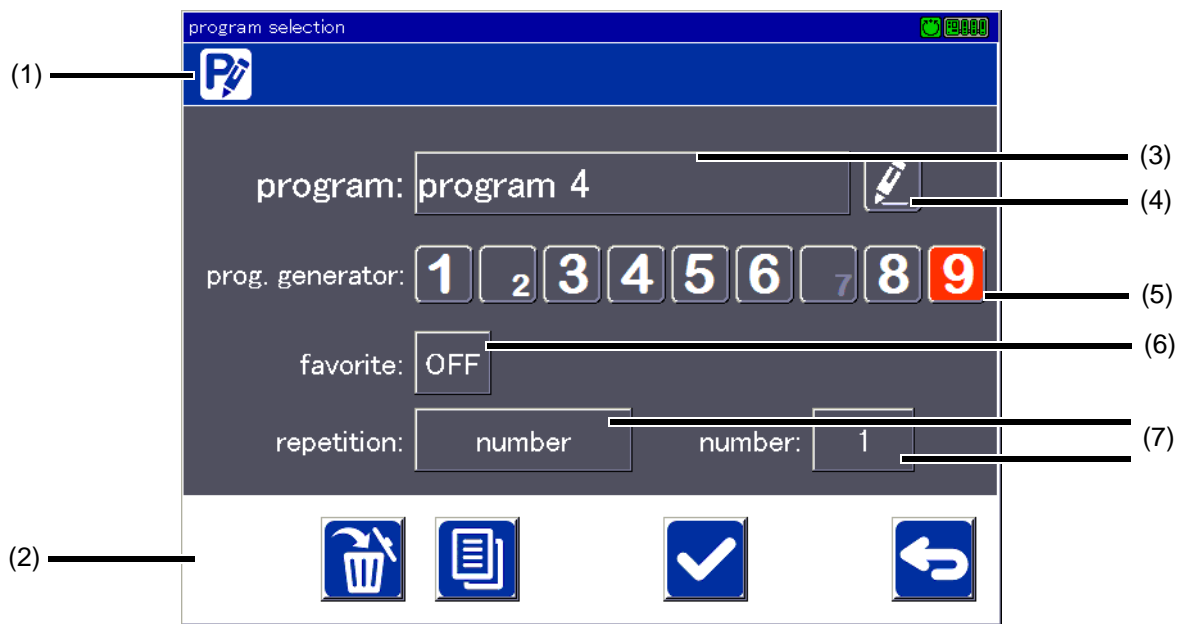 program selection
(1)
P
program: program 4
(3)
(4)
prog. generator: 1 2 3 4 5 6 7 8 9
(5)
favorite: OFF
(6)
repetition: number number: 1
(7)
(2)